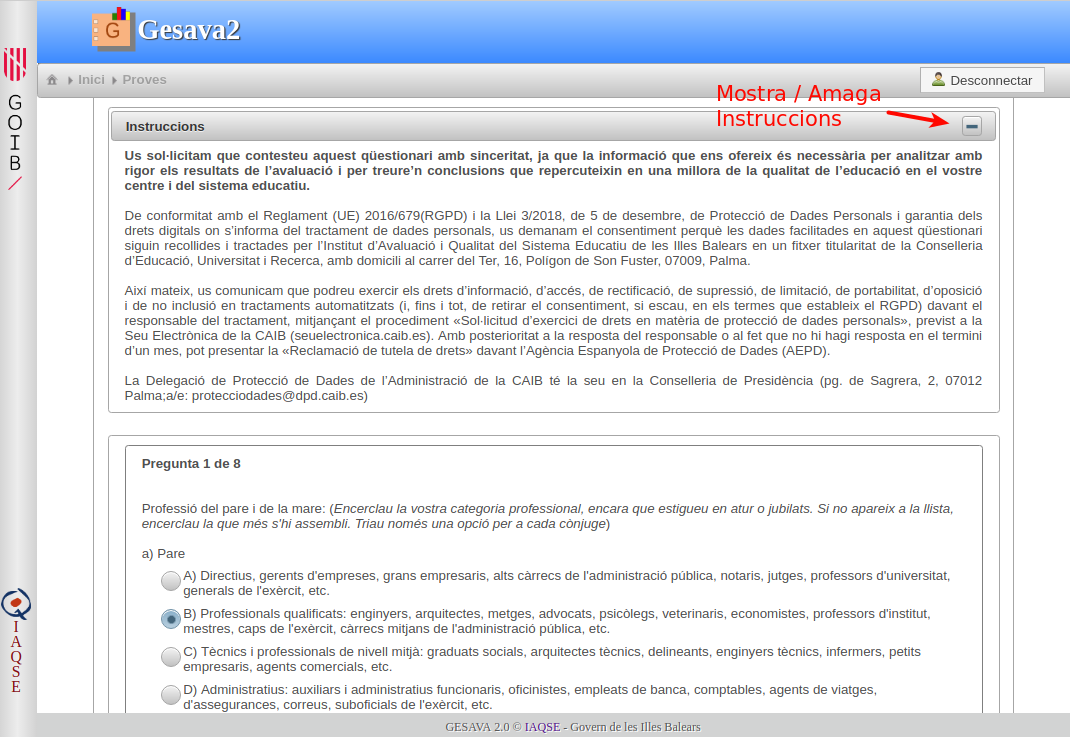 G Gesava2
Inici Proves
Desconnectar
Mostra / Amaga
Instruccions
Instruccions
Us sol·licitam que contesteu aquest qüestionari amb sinceritat, ja que la informació que ens ofereix és necessària per analitzar amb
rigor els resultats de l’avaluació i per treure’n conclusions que repercuteixin en una millora de la qualitat de l’educació en el vostre
centre i del sistema educatiu.
De conformitat amb el Reglament (UE) 2016/679(RGPD) i la Llei 3/2018, de 5 de desembre, de Protecció de Dades Personals i garantia dels
drets digitals on s’informa del tractament de dades personals, us demanam el consentiment perquè les dades facilitades en aquest qüestionari
siguin recollides i tractades per l’Institut d’Avaluació i Qualitat del Sistema Educatiu de les Illes Balears en un fitxer titularitat de la Conselleria
d’Educació, Universitat i Recerca, amb domicili al carrer del Ter, 16, Polígon de Son Fuster, 07009, Palma.
Així mateix, us comunicam que podreu exercir els drets d’informació, d’accés, de rectificació, de supressió, de limitació, de portabilitat, d’oposició
i de no inclusió en tractaments automatitzats (i, fins i tot, de retirar el consentiment, si escau, en els termes que estableix el RGPD) davant el
responsable del tractament, mitjançant el procediment «Sol·licitud d’exercici de drets en matèria de protecció de dades personals», previst a la
Seu Electrònica de la CAIB (seuelectronica.caib.es). Amb posterioritat a la resposta del responsable o al fet que no hi hagi resposta en el termini
d’un mes, pot presentar la «Reclamació de tutela de drets» davant l’Agència Espanyola de Protecció de Dades (AEPD).
La Delegació de Protecció de Dades de l’Administració de la CAIB té la seu en la Conselleria de Presidència (pg. de Sagrera, 2, 07012
Palma;a/e: protecciodades@dpd.caib.es)
Pregunta 1 de 8
Professió del pare i de la mare: (Encerclau la vostra categoria professional, encara que estigueu en atur o jubilats. Si no apareix a la llista,
encerclau la que més s'hi assembli. Triau només una opció per a cada cònjuge)
a) Pare
A) Directius, gerents d'empreses, grans empresaris, alts càrrecs de l'administració pública, notaris, jutges, professors d'universitat,
generals de l'exèrcit, etc.
B) Professionals qualificats: enginyers, arquitectes, metges, advocats, psicòlegs, veterinaris, economistes, professors d'institut,
mestres, caps de l'exèrcit, càrrecs mitjans de l'administració pública, etc.
C) Tècnics i professionals de nivell mitjà: graduats socials, arquitectes tècnics, delineants, enginyers tècnics, infermers, petits
empresaris, agents comercials, etc.
D) Administratius: auxiliars i administratius funcionaris, oficinistes, empleats de banca, comptables, agents de viatges,
d'assegurances, correus, suboficials de l'exèrcit, etc.
GOIB
IAQSE
GESAVA 2.0 © IAQSE - Govern de les Illes Balears